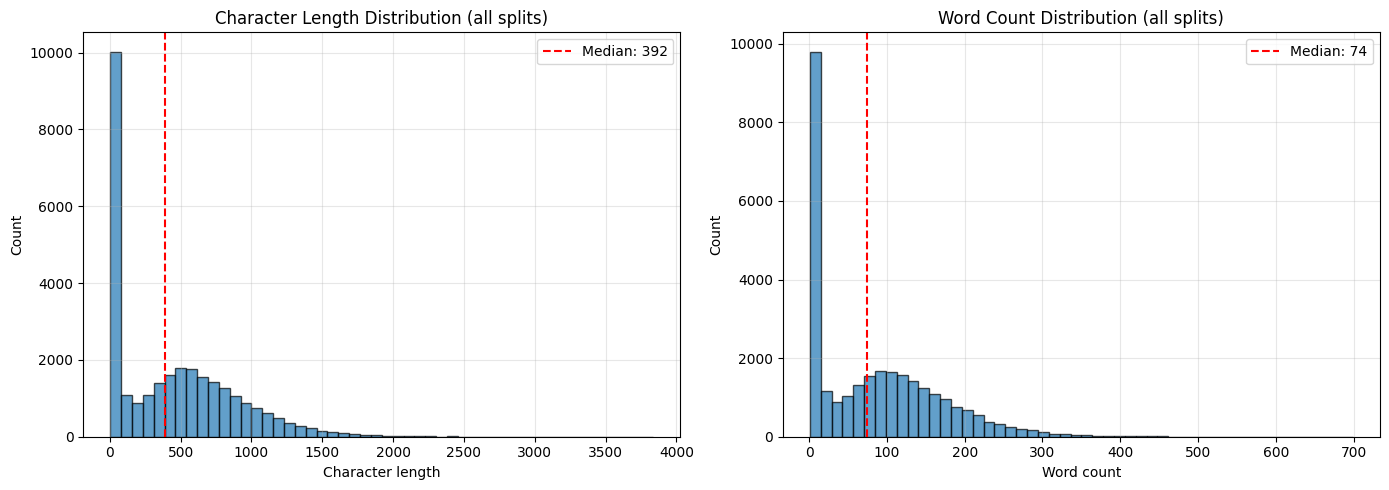 Character Length Distribution (all splits)
Median: 392
10000
8000
6000
4000
2000
0
Count
0 500 1000 1500 2000 2500 3000 3500 4000
Character length
Word Count Distribution (all splits)
Median: 74
10000
8000
6000
4000
2000
0
Count
0 100 200 300 400 500 600 700
Word count